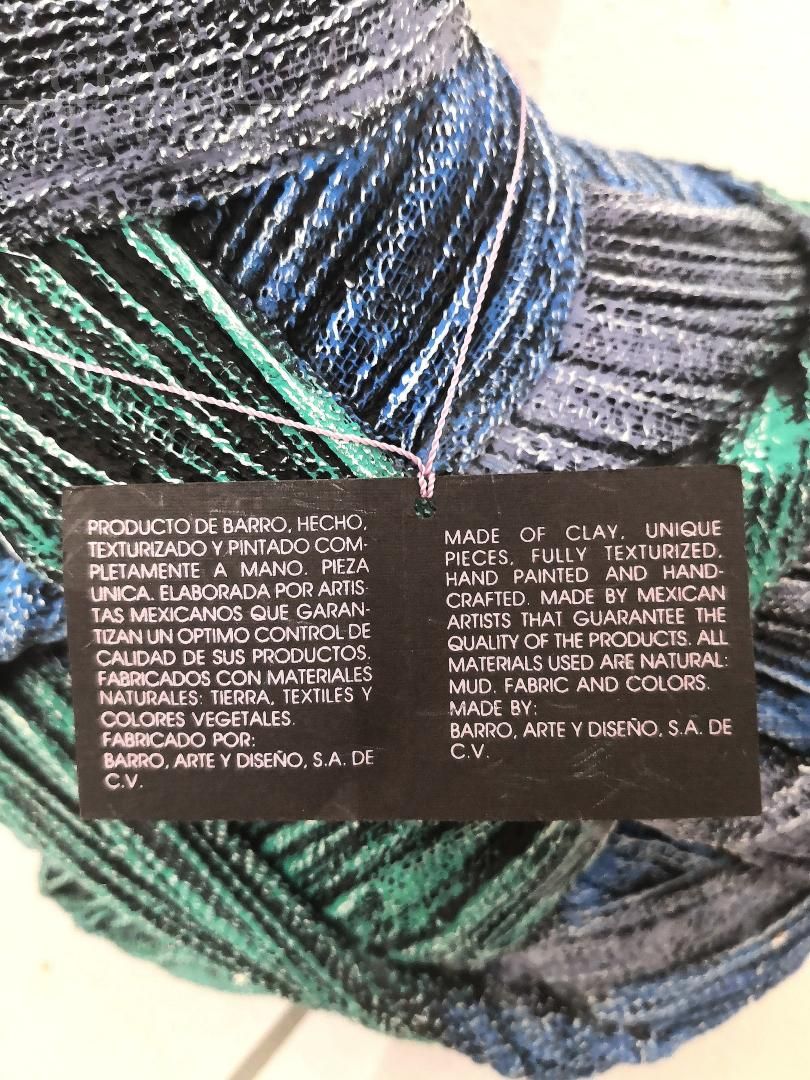 PRODUCTO DE BARRO, HECHO,
TEXTURIZADO Y PINTADO COM-
PLETAMENTE A MANO. PIEZA
UNICA. ELABORADA POR ARTIS-
TAS MEXICANOS QUE GARAN-
TIZAN UN OPTIMO CONTROL DE
CALIDAD DE SUS PRODUCTOS.
FABRICADOS CON MATERIALES
NATURALES: TIERRA, TEXTILES Y
COLORES VEGETALES.
FABRICADO POR:
BARRO, ARTE Y DISEÑO, S.A. DE
C.V.
MADE OF CLAY, UNIQUE
PIECES, FULLY TEXTURIZED,
HAND PAINTED AND HAND-
CRAFTED. MADE BY MEXICAN
ARTISTS THAT GUARANTEE THE
QUALITY OF THE PRODUCTS. ALL
MATERIALS USED ARE NATURAL:
MUD, FABRIC AND COLORS.
MADE BY:
BARRO, ARTE Y DISEÑO, S.A. DE
C.V.